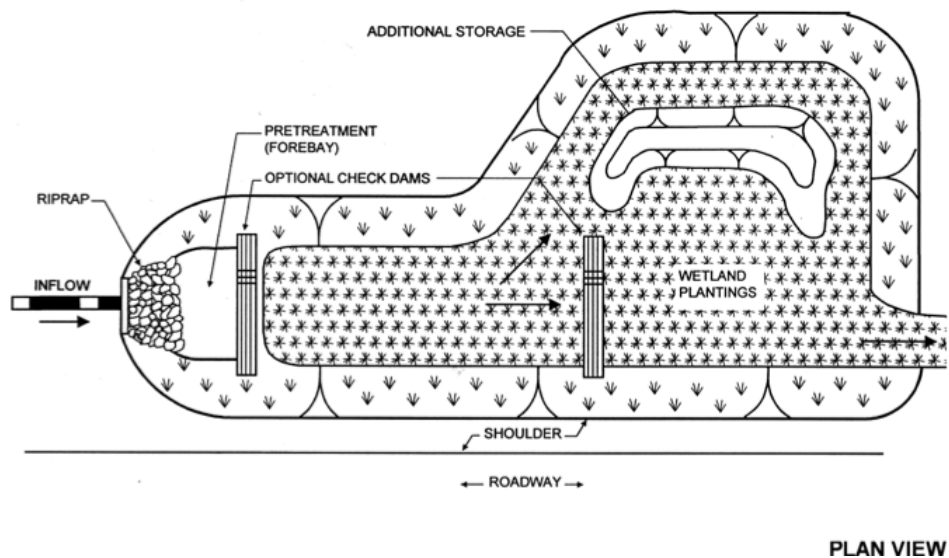 ADDITIONAL STORAGE
PRETREATMENT
(FOREBAY)
OPTIONAL CHECK DAMS
RIPRAP
INFLOW
WETLAND
PLANTINGS
SHOULDER
ROADWAY
PLAN VIEW